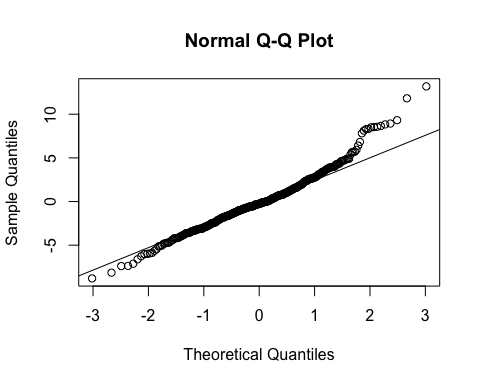 Normal Q-Q Plot
Sample Quantiles
10
5
0
-5
-3 -2 -1 0 1 2 3
Theoretical Quantiles